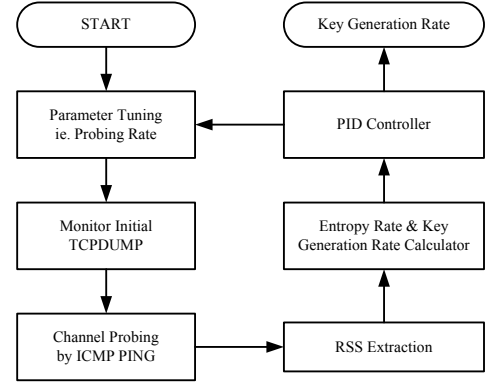 START
Key Generation Rate
Parameter Tuning
ie. Probing Rate
PID Controller
Monitor Initial
TCPDUMP
Entropy Rate & Key
Generation Rate Calculator
Channel Probing
by ICMP PING
RSS Extraction